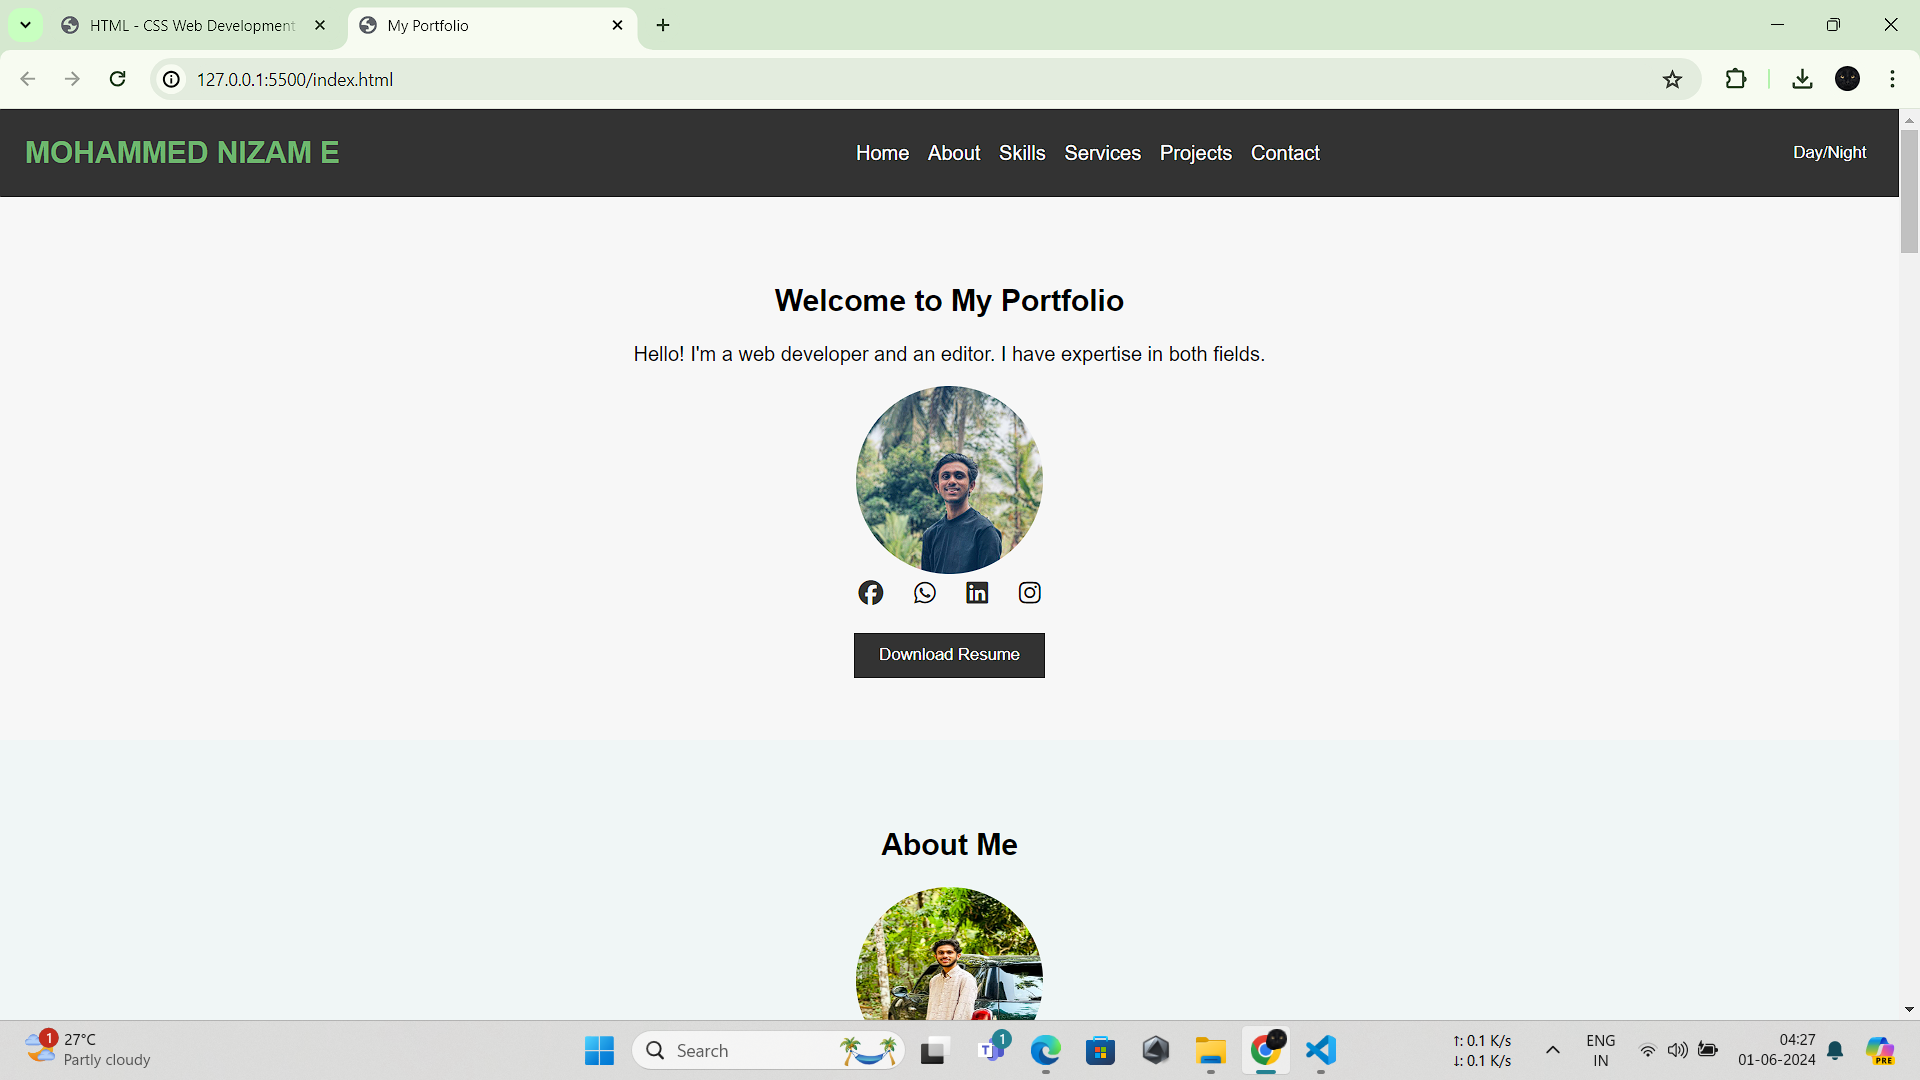 HTML - CSS Web Development
My Portfolio
127.0.0.1:5500/index.html
MOHAMMED NIZAM E
Home About Skills Services Projects Contact
Day/Night
Welcome to My Portfolio
Hello! I'm a web developer and an editor. I have expertise in both fields.
Download Resume
About Me
1
27°C
Partly cloudy
Search
T
1
↑: 0.1 K/s
↓: 0.1 K/s
ENG
IN
04:27
01-06-2024
PRE